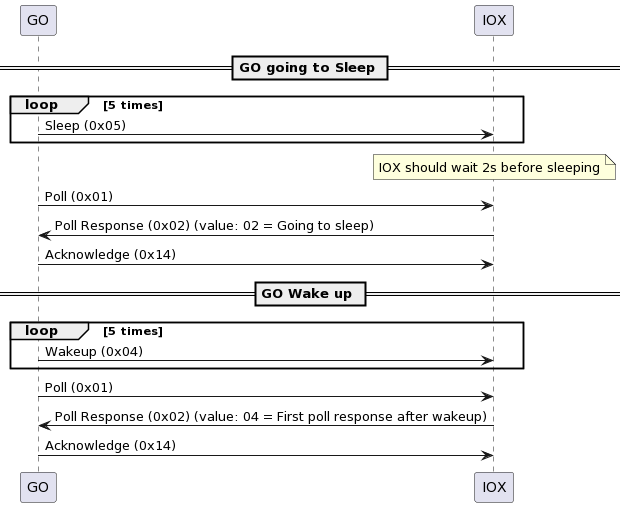 GO IOX
GO going to Sleep
loop [5 times]
Sleep (0x05)
IOX should wait 2s before sleeping
Poll (0x01)
Poll Response (0x02) (value: 02 = Going to sleep)
Acknowledge (0x14)
GO Wake up
loop [5 times]
Wakeup (0x04)
Poll (0x01)
Poll Response (0x02) (value: 04 = First poll response after wakeup)
Acknowledge (0x14)
GO IOX